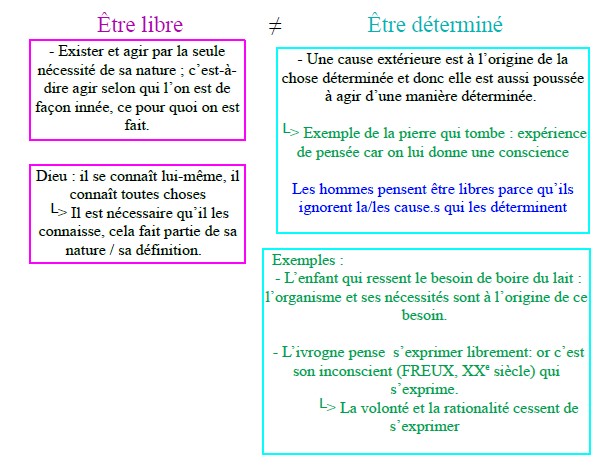 Être libre ≠ Être déterminé
- Exister et agir par la seule
nécessité de sa nature ; c’est-à-
dire agir selon qui l’on est de
façon innée, ce pour quoi on est
fait.
Dieu : il se connaît lui-même, il
connaît toutes choses
└> Il est nécessaire qu’il les
connaisse, cela fait partie de sa
nature / sa définition.
- Une cause extérieure est à l’origine de la
chose déterminée et donc elle est aussi poussée
à agir d’une manière déterminée.
└> Exemple de la pierre qui tombe : expérience
de pensée car on lui donne une conscience
Les hommes pensent être libres parce qu’ils
ignorent la/les cause.s qui les déterminent
Exemples :
- L’enfant qui ressent le besoin de boire du lait :
l’organisme et ses nécessités sont à l’origine de ce
besoin.
- L’ivrogne pense s’exprimer librement: or c’est
son inconscient (FREUX, XXe siècle) qui
s’exprime.
└> La volonté et la rationalité cessent de
s’exprimer